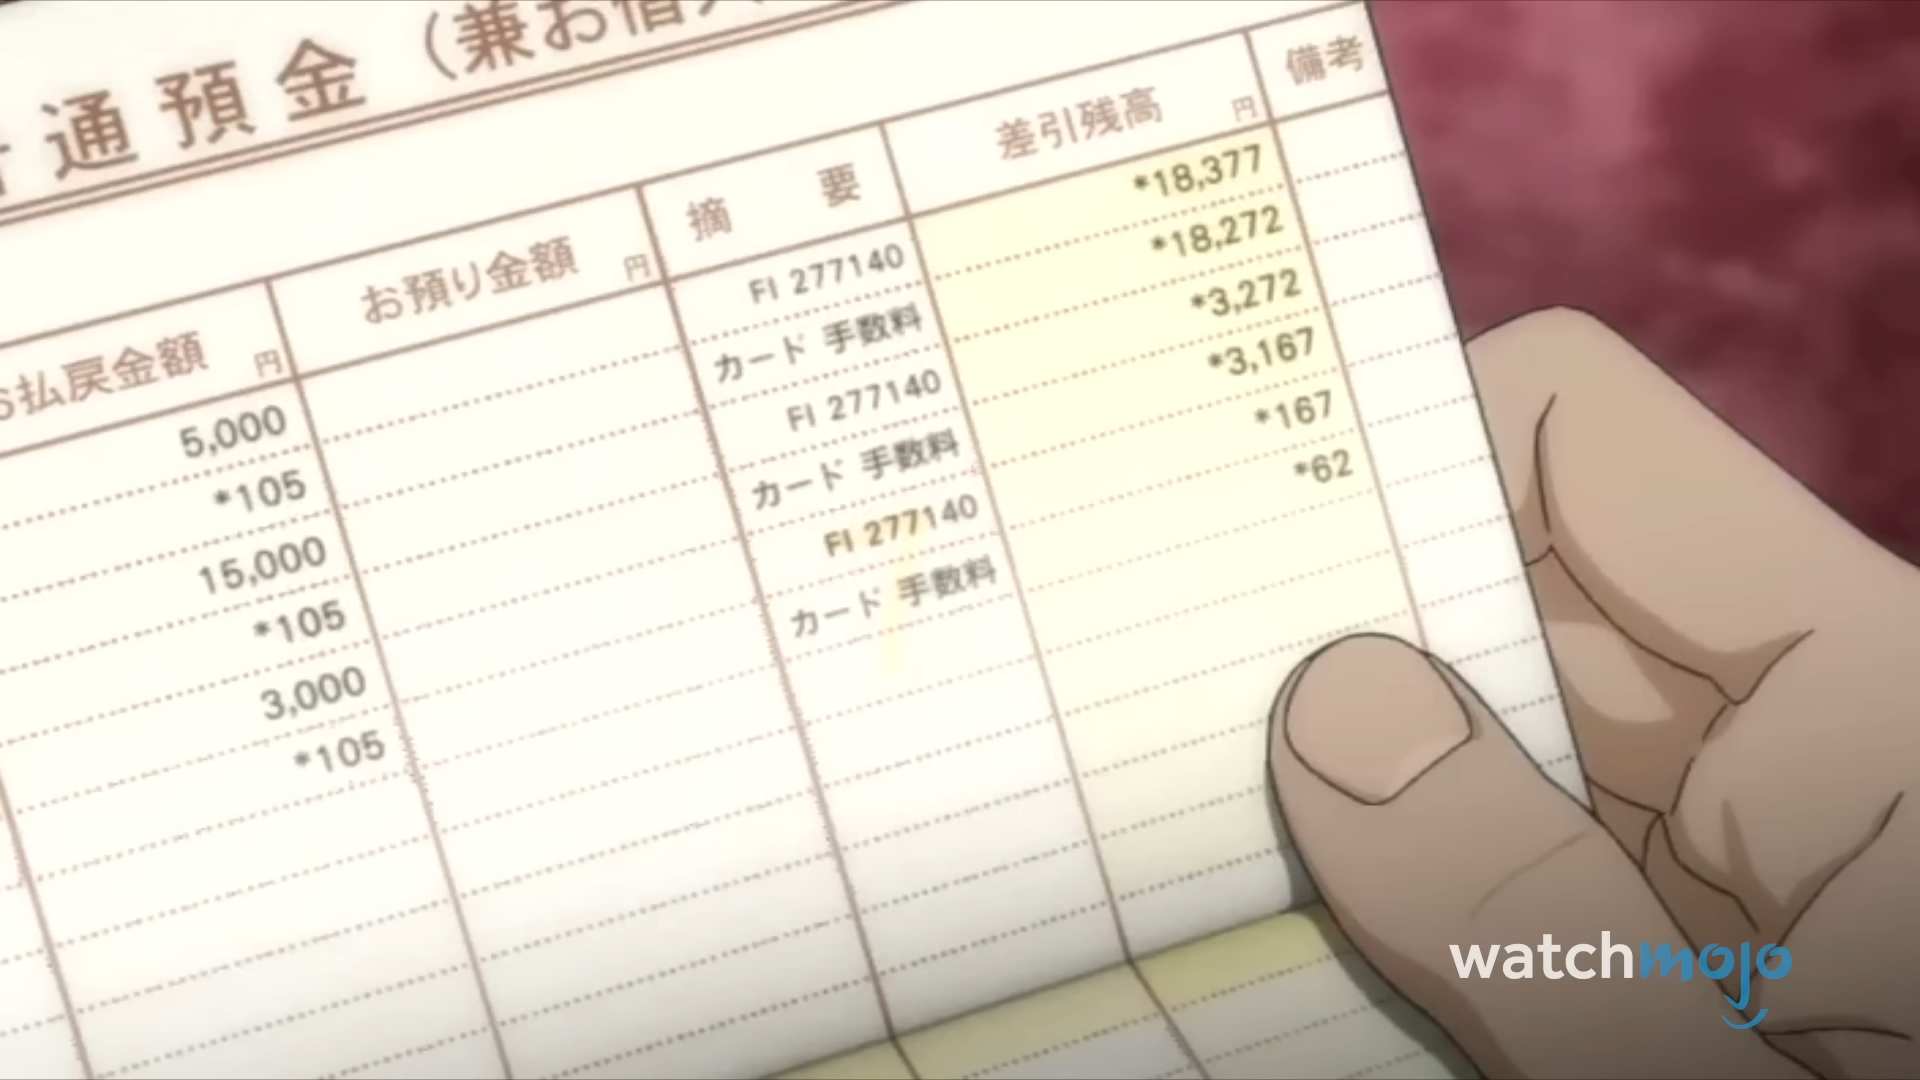 通預金（兼お借入
払戻金額 円 お預り金額 円 摘 要 差引残高 円 備考
5,000 FI 277140 *18,377
*105 カード 手数料 *18,272
15,000 FI 277140 *3,272
*105 カード 手数料 *3,167
3,000 FI 277140 *167
*105 カード 手数料 *62
watchmojo